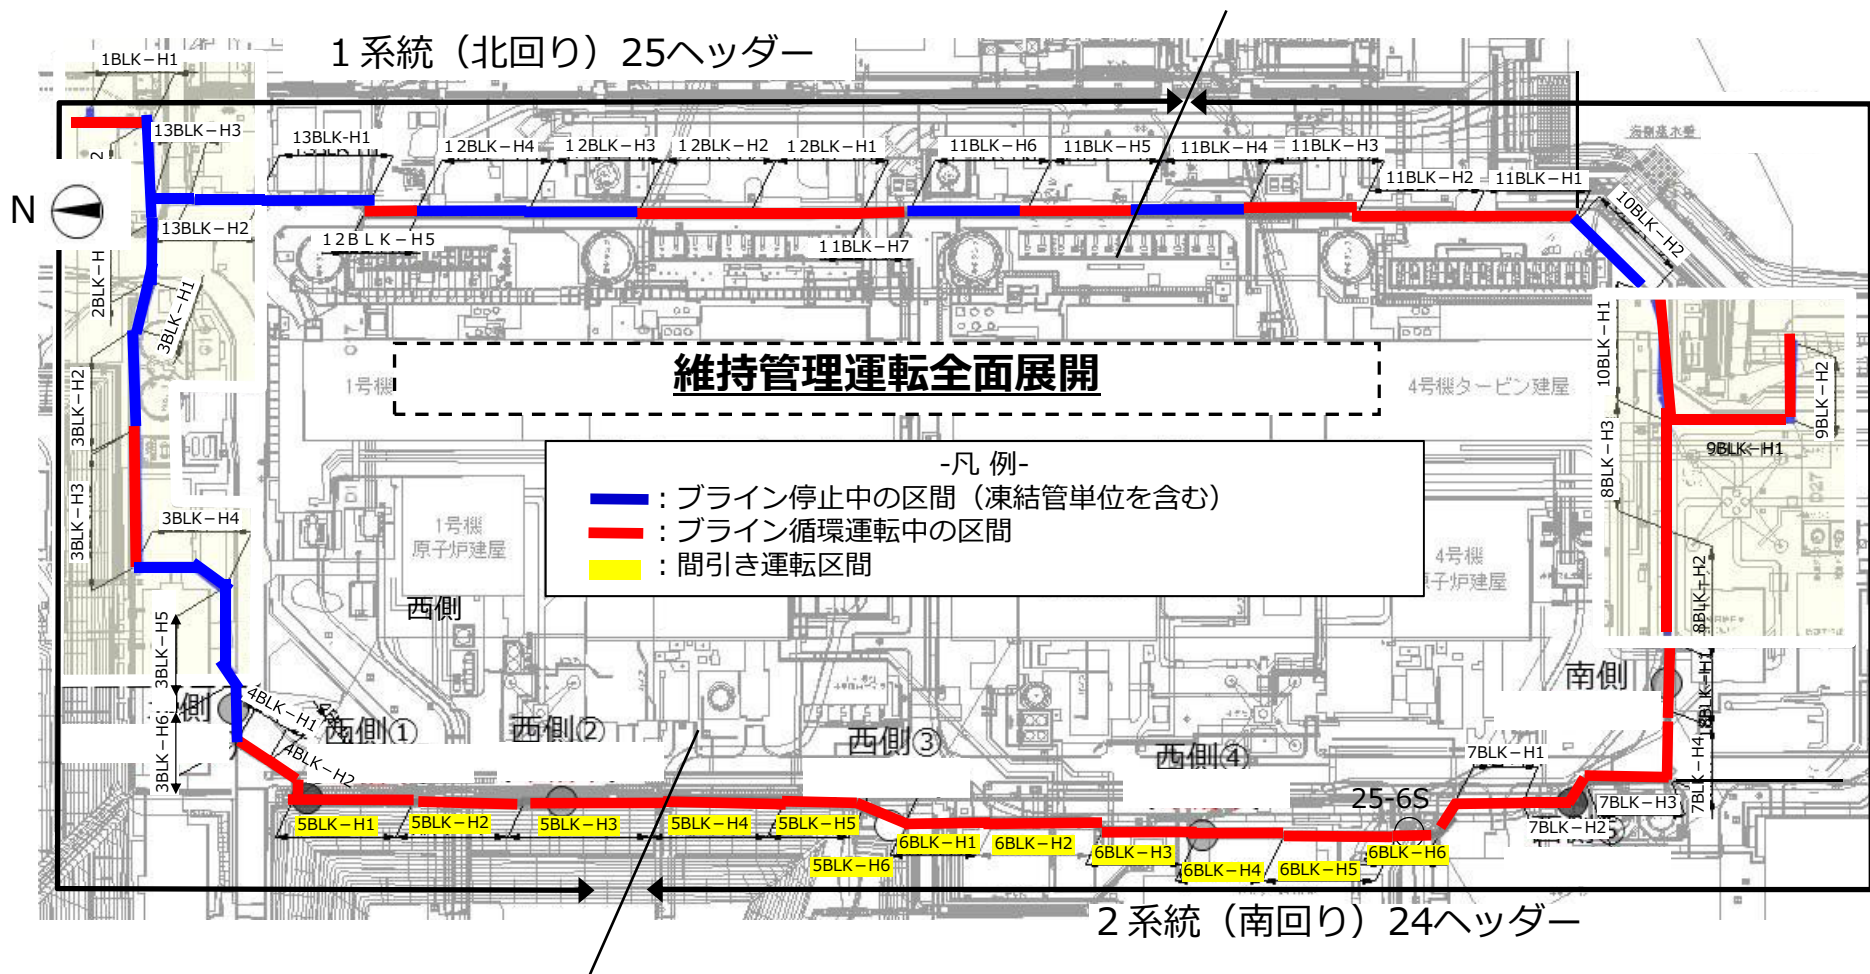 １系統（北回り）25ヘッダー
1BLK－H1
13BLK－H3
13BLK-H1
１2BLK－H4
１2BLK－H3
１2BLK－H2
１2BLK－H1
11BLK－H6
11BLK－H5
11BLK－H4
11BLK－H3
11BLK－H2
11BLK－H1
10BLK－H2
海側遮水壁
N
13BLK－H2
１2ＢＬＫ－H5
１1BLK－H7
2BLK－H
3BLK－H1
10BLK－H1
維持管理運転全面展開
1号機
4号機タービン建屋
3BLK－H2
9BLK－H2
9BLK－H1
8BLK－H3
-凡 例-
：ブライン停止中の区間（凍結管単位を含む）
：ブライン循環運転中の区間
：間引き運転区間
3BLK－H3
3BLK－H4
D27
1号機
原子炉建屋
4号機
子炉建屋
8BLK－H2
西側
3BLK－H5
南側
8BLK－H1
側
4BLK－H1
西側①
西側②
西側③
西側④
3BLK－H6
4BLK－H2
7BLK－H1
7BLK－H4
25-6S
7BLK－H3
5BLK－H1
5BLK－H2
5BLK－H3
5BLK－H4
5BLK－H5
7BLK－H2
5BLK－H6
6BLK－H1
6BLK－H2
6BLK－H3
6BLK－H4
6BLK－H5
6BLK－H6
２系統（南回り）24ヘッダー